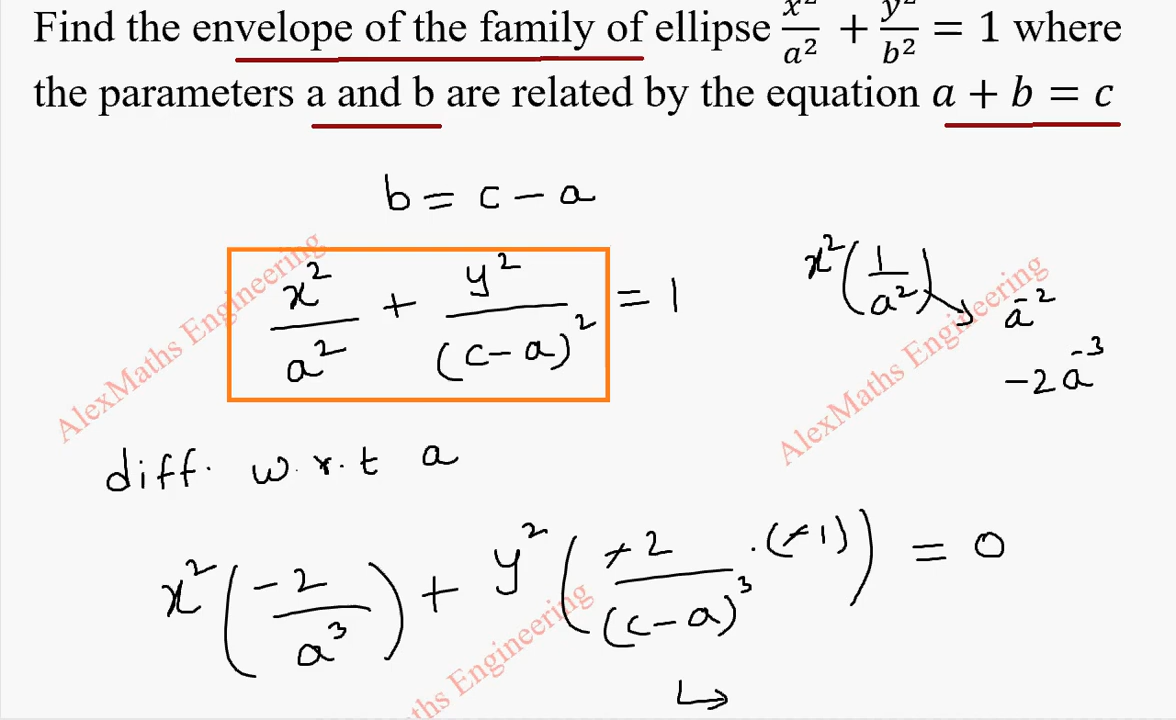 Find the envelope of the family of ellipse x²/a² + y²/b² = 1 where
the parameters a and b are related by the equation a + b = c
b = c - a
x²/a² + y²/(c-a)² = 1
x²(1/a²)
a⁻²
-2a⁻³
diff. w.r.t a
x²(-2/a³) + y²(-2/(c-a)³ · (-1)) = 0
AlexMaths Engineering
AlexMaths Engineering
ths Engineering